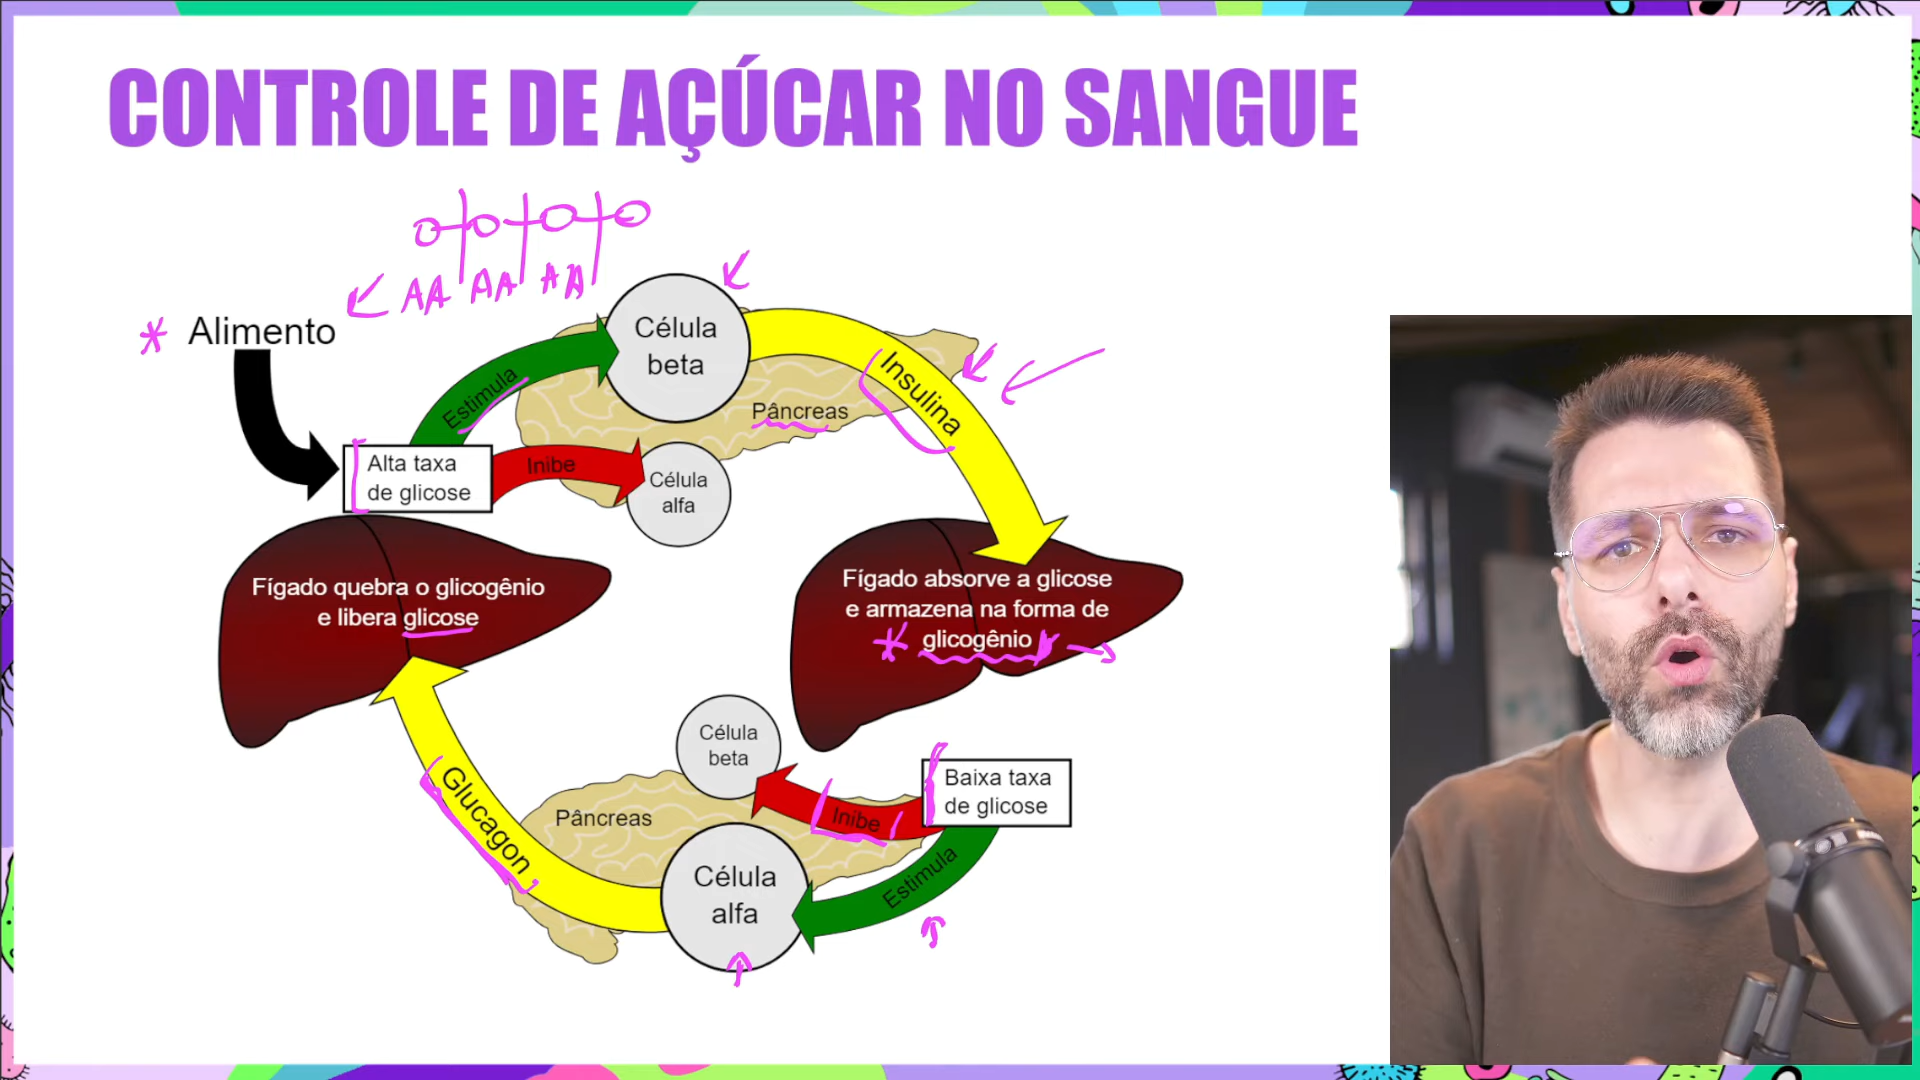 CONTROLE DE AÇÚCAR NO SANGUE
AA AA AA
* Alimento
Célula
beta
Estimula
Insulina
Pâncreas
Alta taxa
de glicose
Inibe
Célula
alfa
Fígado quebra o glicogênio
e libera glicose
Fígado absorve a glicose
e armazena na forma de
* glicogênio
Célula
beta
Baixa taxa
de glicose
Inibe
Glucagon
Pâncreas
Célula
alfa
Estimula